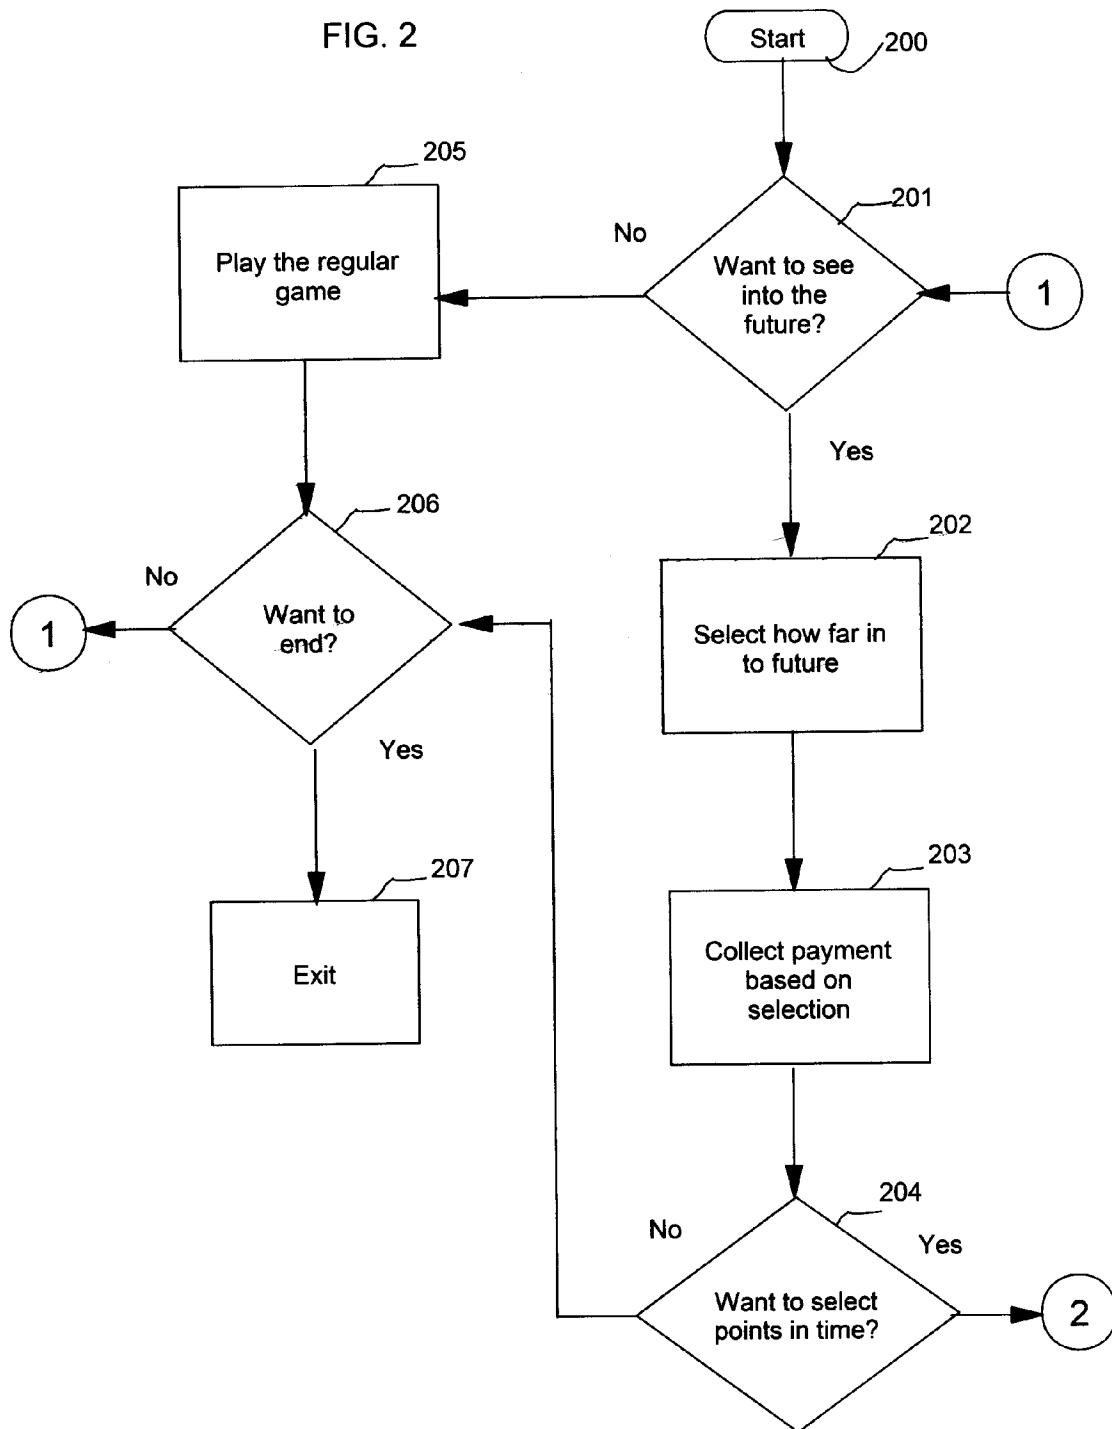 FIG. 2
Start
200
205
201
No
Play the regular
game
Want to see
into the
future?
1
Yes
206
202
No
1
Want to
end?
Select how far in
to future
Yes
207
203
Exit
Collect payment
based on
selection
204
No
Yes
Want to select
points in time?
2